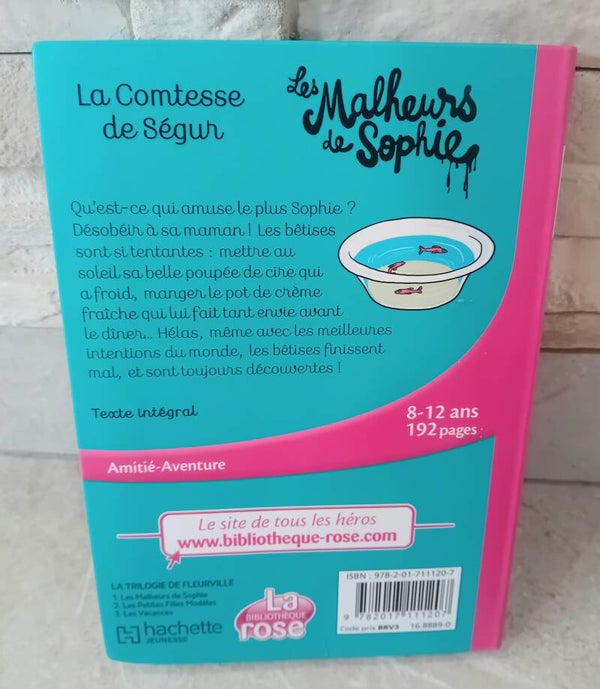 La Comtesse
de Ségur
Les
Malheurs
de Sophie
Qu'est-ce qui amuse le plus Sophie ?
Désobéir à sa maman ! Les bêtises
sont si tentantes : mettre au
soleil sa belle poupée de cire qui
a froid, manger le pot de crème
fraîche qui lui fait tant envie avant
le dîner... Hélas, même avec les meilleures
intentions du monde, les bêtises finissent
mal, et sont toujours découvertes !
Texte intégral
8-12 ans
192 pages
Amitié-Aventure
Le site de tous les héros
www.bibliotheque-rose.com
LA TRILOGIE DE FLEURVILLE
1. Les Malheurs de Sophie
2. Les Petites Filles Modèles
3. Les Vacances
hachette
JEUNESSE
La
BIBLIOTHÈQUE
rose
ISBN : 978-2-01-711120-7
9 782017 111207
Code prix BRV3 16.8889.0